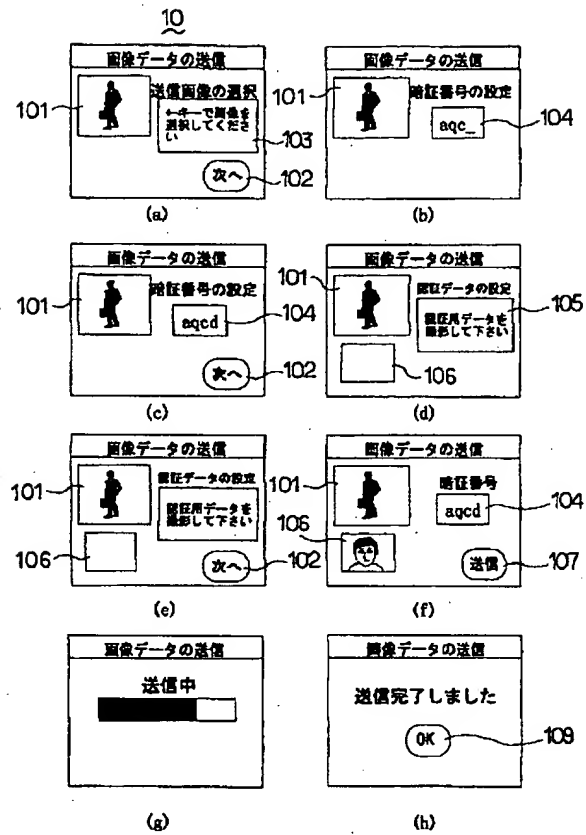 10
画像データの送信
101
送信画像の選択
←キーで画像を
選択してくださ
い
103
次へ
102
(a)
画像データの送信
101
暗証番号の設定
aqc_
104
(b)
画像データの送信
101
暗証番号の設定
aqcd
104
次へ
102
(c)
画像データの送信
101
認証データの設定
105
認証用データを
撮影して下さい
106
(d)
画像データの送信
101
認証データの設定
認証用データを
撮影して下さい
106
次へ
102
(e)
画像データの送信
101
暗証番号
aqcd
104
106
送信
107
(f)
画像データの送信
送信中
(g)
画像データの送信
送信完了しました
OK
109
(h)